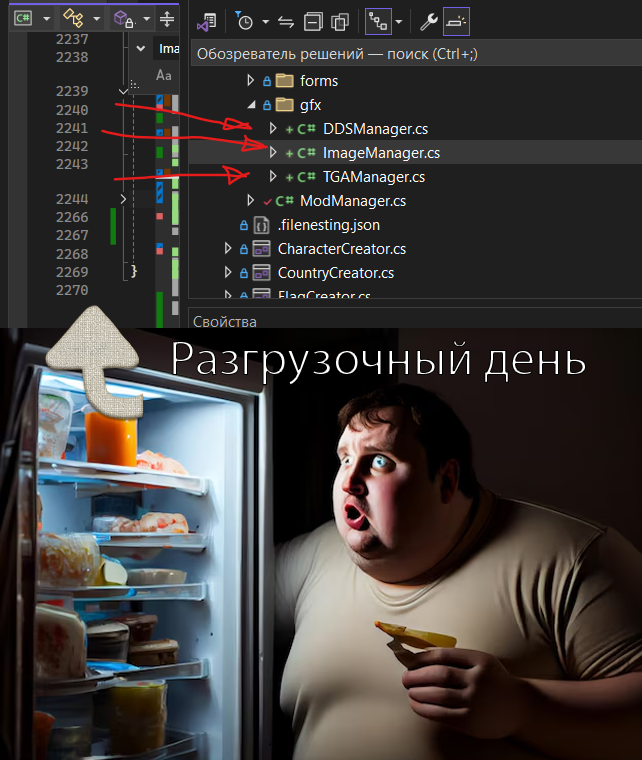 2237
2238
2239
2240
2241
2242
2243
2244
2266
2267
2268
2269
2270
}
Ima
Aa
Обозреватель решений — поиск (Ctrl+;)
forms
gfx
+ C# DDSManager.cs
+ C# ImageManager.cs
+ C# TGAManager.cs
C# ModManager.cs
.filenesting.json
CharacterCreator.cs
CountryCreator.cs
FlagCreator.cs
Свойства
Разгрузочный день